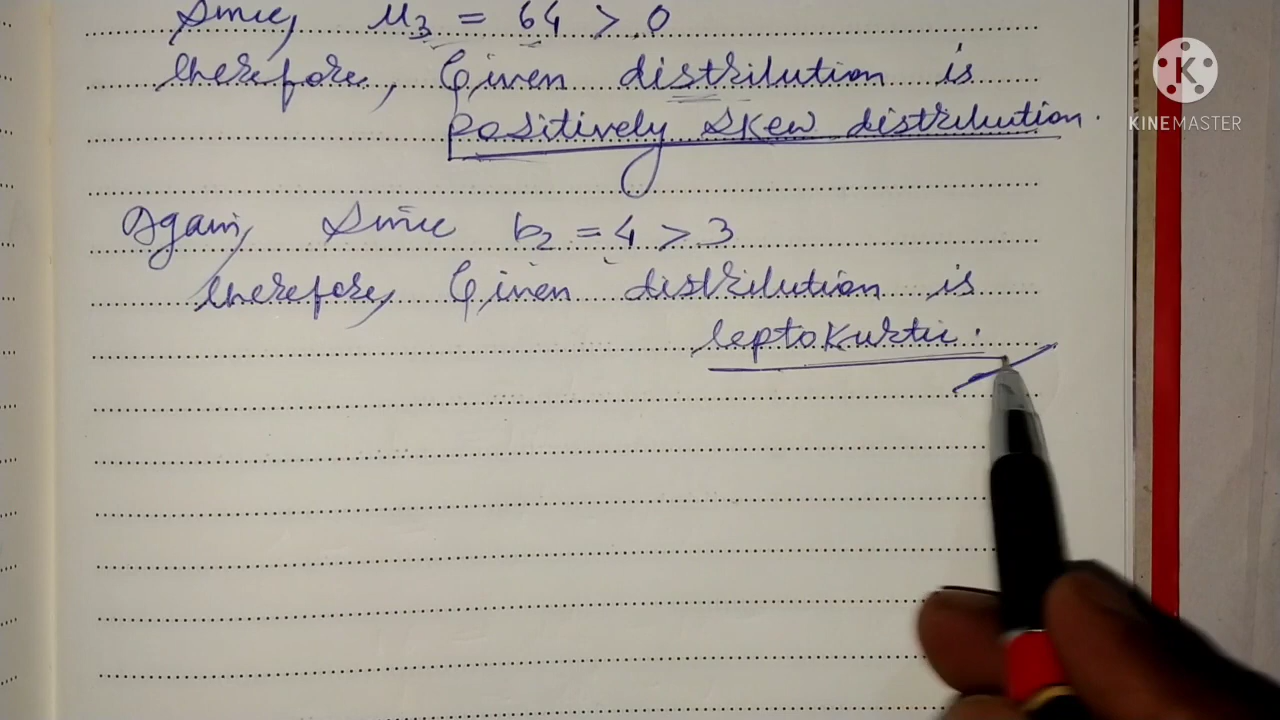 Since, μ3 = 64 > 0
therefore, Given distribution is
positively skew distribution.
Again, Since b2 = 4 > 3
therefore, Given distribution is
leptokurtic.
K
KINEMASTER